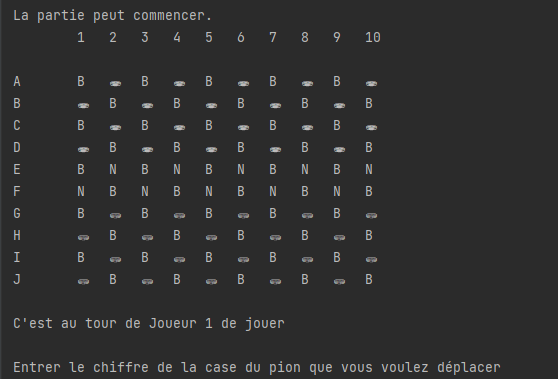 La partie peut commencer.
1 2 3 4 5 6 7 8 9 10
A B ⛂ B ⛂ B ⛂ B ⛂ B ⛂
B ⛂ B ⛂ B ⛂ B ⛂ B ⛂ B
C B ⛂ B ⛂ B ⛂ B ⛂ B ⛂
D ⛂ B ⛂ B ⛂ B ⛂ B ⛂ B
E B N B N B N B N B N
F N B N B N B N B N B
G B ⛀ B ⛀ B ⛀ B ⛀ B ⛀
H ⛀ B ⛀ B ⛀ B ⛀ B ⛀ B
I B ⛀ B ⛀ B ⛀ B ⛀ B ⛀
J ⛀ B ⛀ B ⛀ B ⛀ B ⛀ B
C'est au tour de Joueur 1 de jouer
Entrer le chiffre de la case du pion que vous voulez déplacer